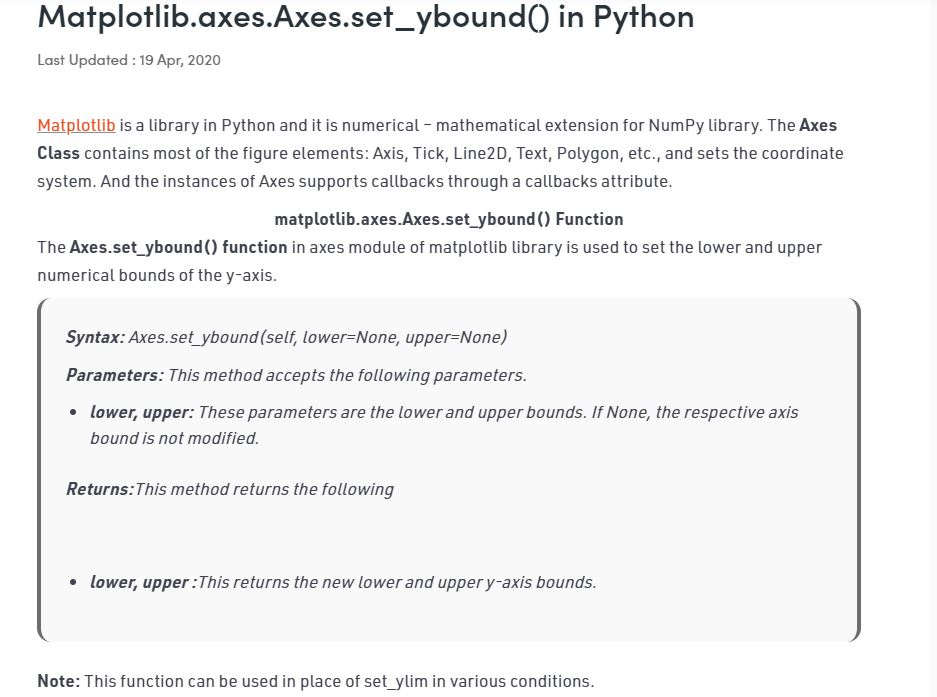 Matplotlib.axes.Axes.set_ybound() in Python
Last Updated : 19 Apr, 2020
Matplotlib is a library in Python and it is numerical – mathematical extension for NumPy library. The Axes
Class contains most of the figure elements: Axis, Tick, Line2D, Text, Polygon, etc., and sets the coordinate
system. And the instances of Axes supports callbacks through a callbacks attribute.
matplotlib.axes.Axes.set_ybound() Function
The Axes.set_ybound() function in axes module of matplotlib library is used to set the lower and upper
numerical bounds of the y-axis.
Syntax: Axes.set_ybound(self, lower=None, upper=None)
Parameters: This method accepts the following parameters.
• lower, upper: These parameters are the lower and upper bounds. If None, the respective axis
bound is not modified.
Returns:This method returns the following
• lower, upper :This returns the new lower and upper y-axis bounds.
Note: This function can be used in place of set_ylim in various conditions.